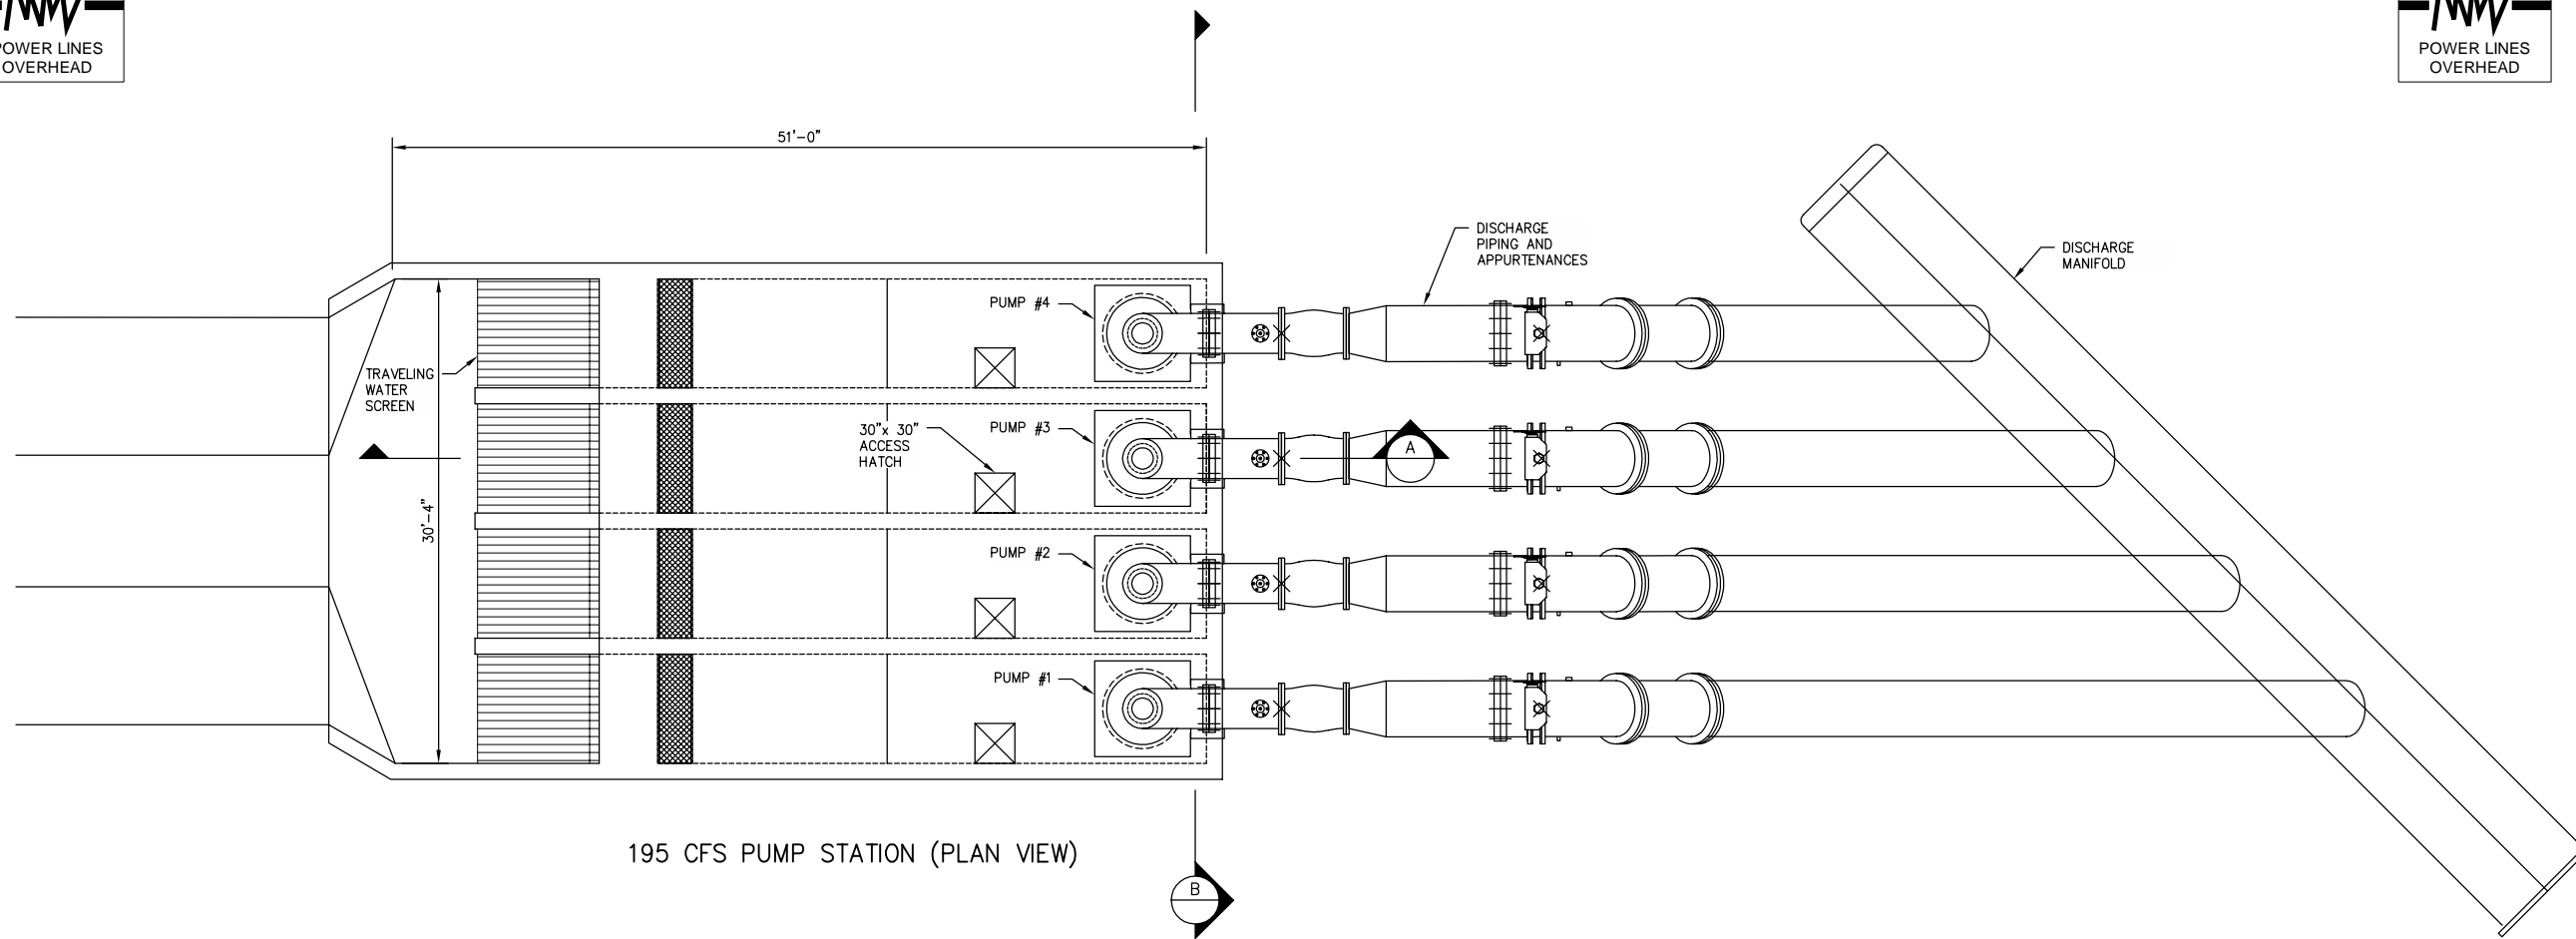 POWER LINES
OVERHEAD
POWER LINES
OVERHEAD
51'-0"
DISCHARGE
PIPING AND
APPURTENANCES
DISCHARGE
MANIFOLD
PUMP #4
TRAVELING
WATER
SCREEN
30"x 30"
ACCESS
HATCH
PUMP #3
A
30'-4"
PUMP #2
PUMP #1
195 CFS PUMP STATION (PLAN VIEW)
B